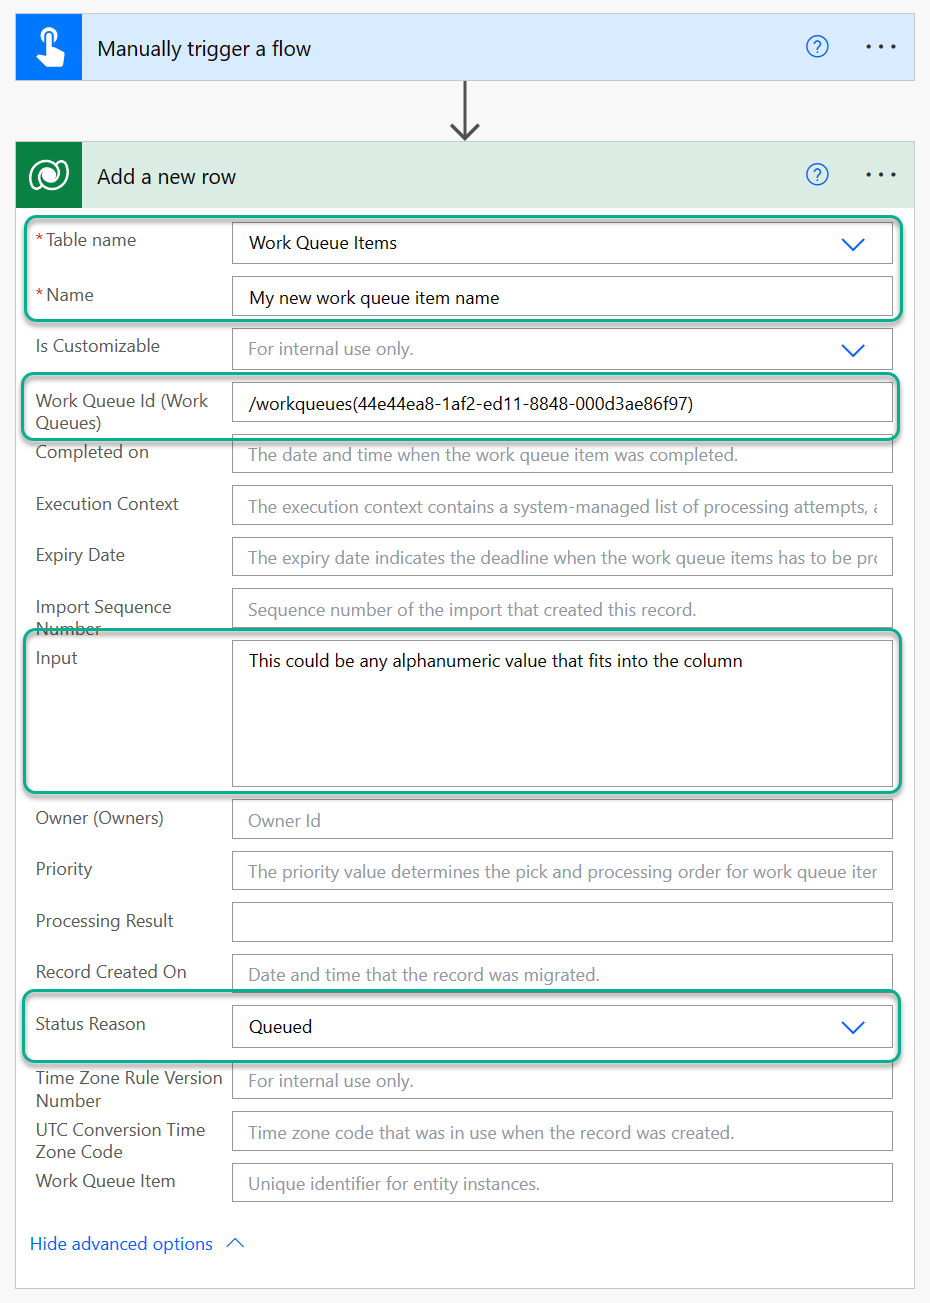 Manually trigger a flow
Add a new row
* Table name
Work Queue Items
* Name
My new work queue item name
Is Customizable
For internal use only.
Work Queue Id (Work
Queues)
/workqueues(44e44ea8-1af2-ed11-8848-000d3ae86f97)
Completed on
The date and time when the work queue item was completed.
Execution Context
The execution context contains a system-managed list of processing attempts, a
Expiry Date
The expiry date indicates the deadline when the work queue items has to be pro
Import Sequence
Number
Sequence number of the import that created this record.
Input
This could be any alphanumeric value that fits into the column
Owner (Owners)
Owner Id
Priority
The priority value determines the pick and processing order for work queue iter
Processing Result
Record Created On
Date and time that the record was migrated.
Status Reason
Queued
Time Zone Rule Version
Number
For internal use only.
UTC Conversion Time
Zone Code
Time zone code that was in use when the record was created.
Work Queue Item
Unique identifier for entity instances.
Hide advanced options